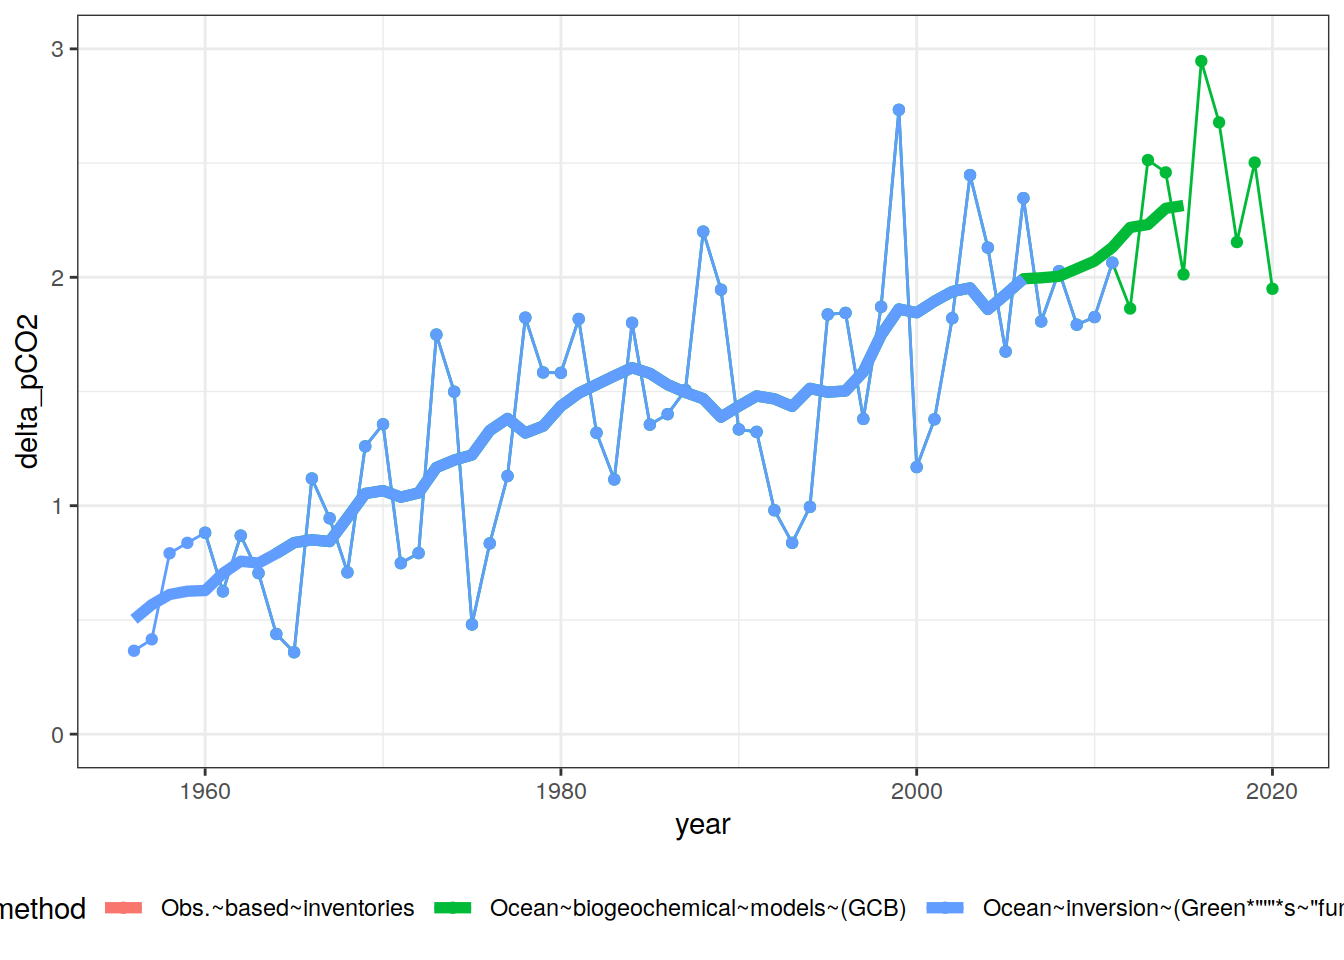 3
2
1
0
delta_pCO2
1960 1980 2000 2020
year
method Obs.~based~inventories Ocean~biogeochemical~models~(GCB) Ocean~inversion~(Green*"'"*s~"fun